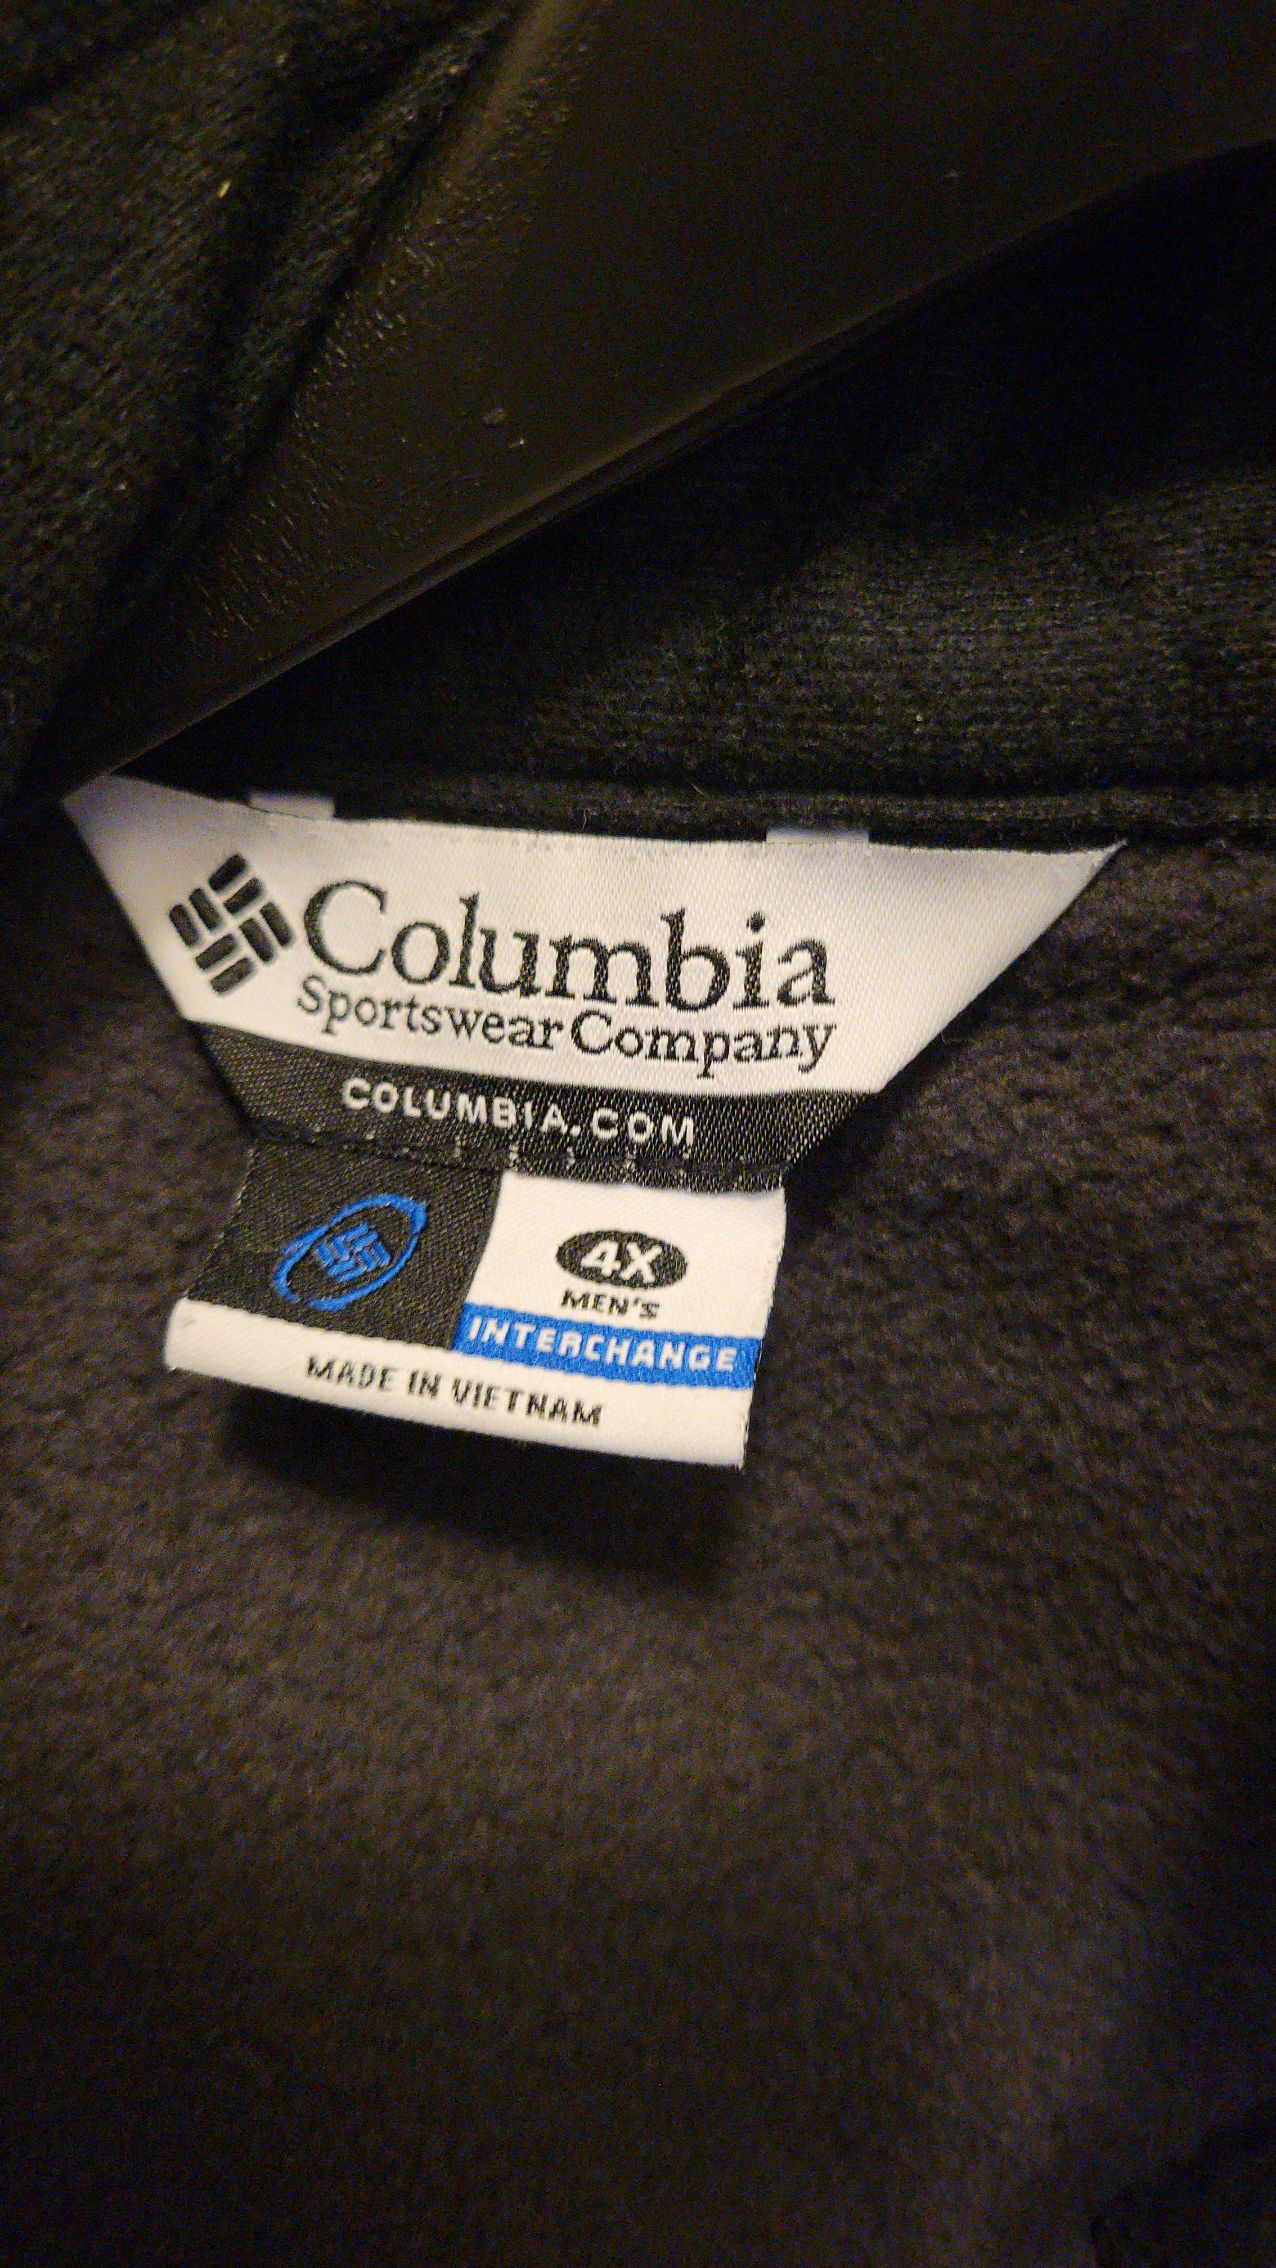 Columbia
Sportswear Company
COLUMBIA.COM
4X
MEN'S
INTERCHANGE
MADE IN VIETNAM